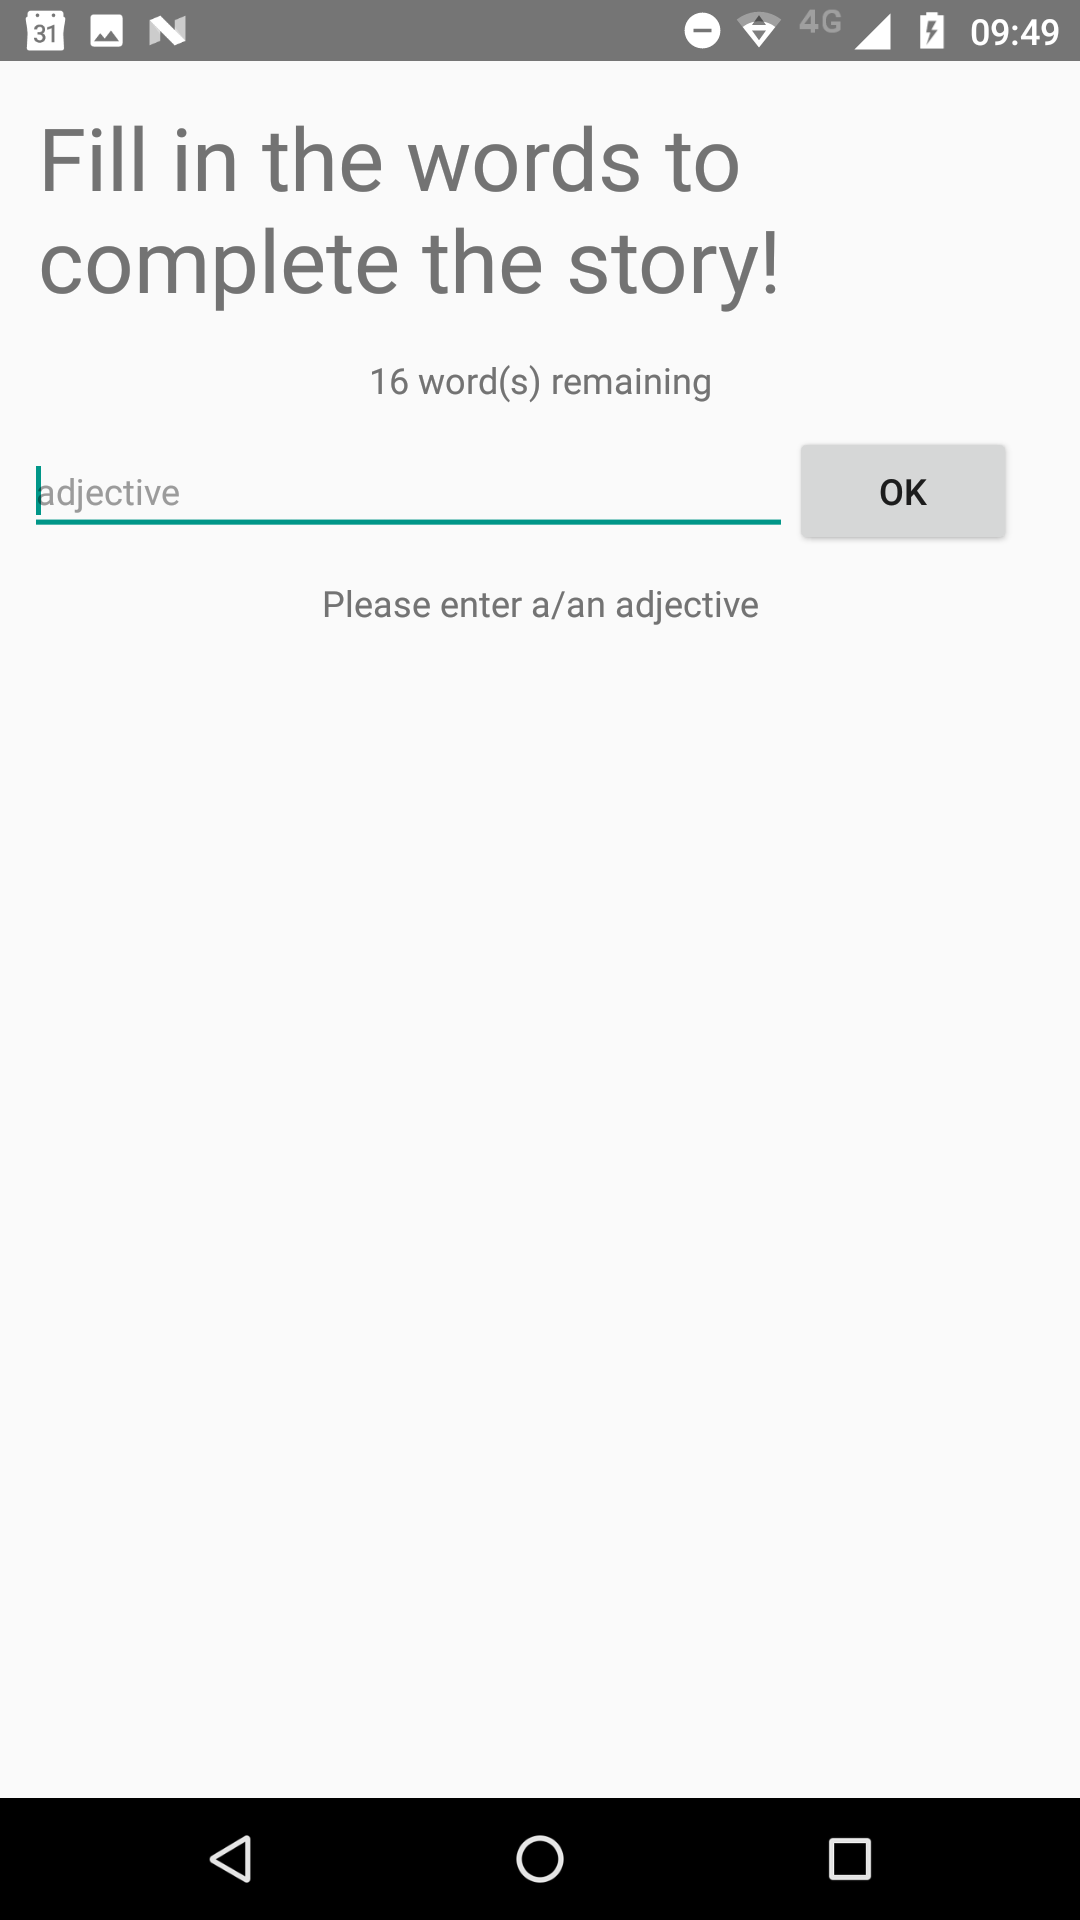 31 4G 09:49
Fill in the words to
complete the story!
16 word(s) remaining
adjective
OK
Please enter a/an adjective